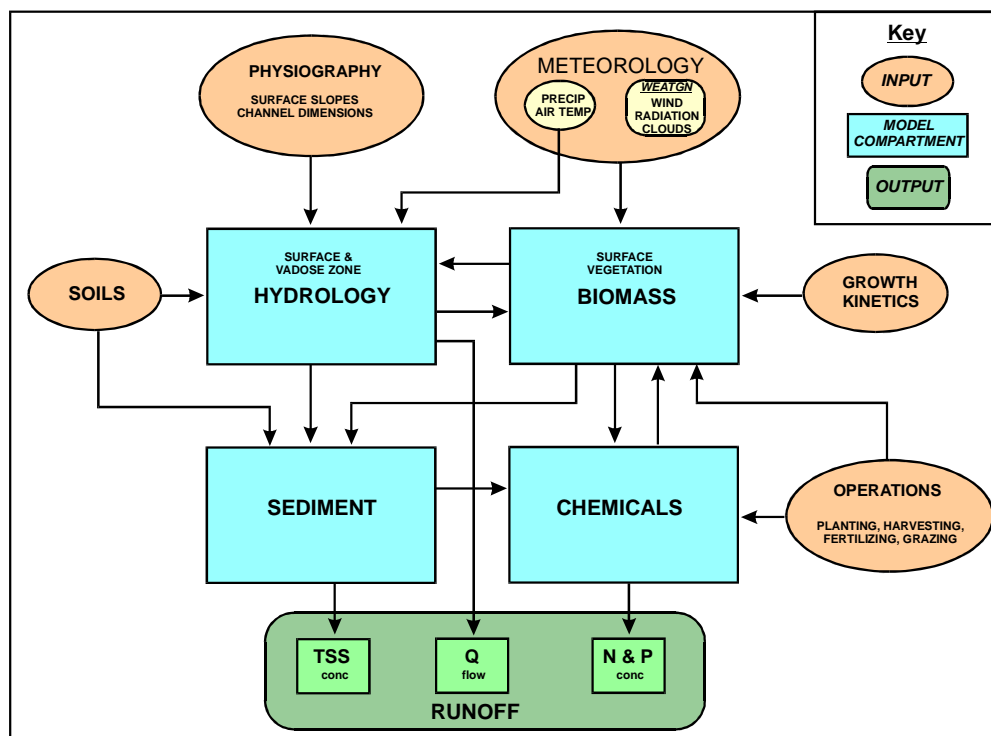 PHYSIOGRAPHY
SURFACE SLOPES
CHANNEL DIMENSIONS
METEOROLOGY
PRECIP
AIR TEMP
WEATGN
WIND
RADIATION
CLOUDS
Key
INPUT
MODEL
COMPARTMENT
OUTPUT
SOILS
SURFACE &
VADOSE ZONE
HYDROLOGY
SURFACE
VEGETATION
BIOMASS
GROWTH
KINETICS
SEDIMENT
CHEMICALS
OPERATIONS
PLANTING, HARVESTING,
FERTILIZING, GRAZING
TSS
conc
Q
flow
N & P
conc
RUNOFF